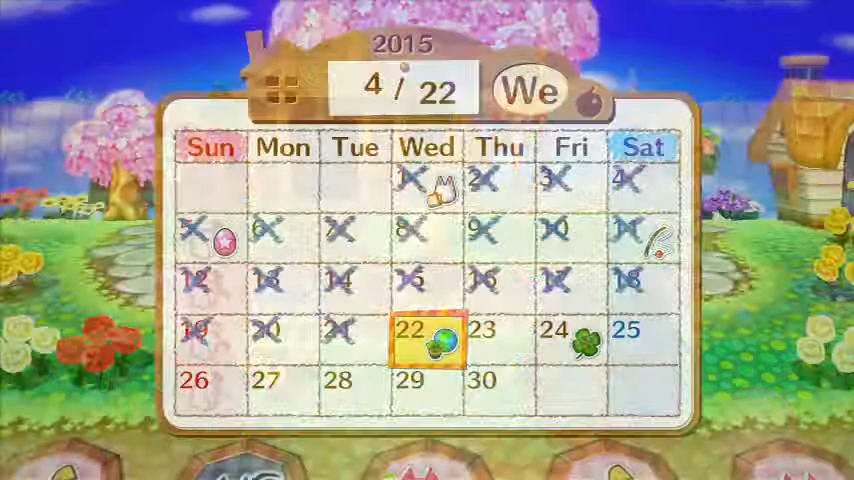 2015
4 / 22 We
Sun Mon Tue Wed Thu Fri Sat
1 2 3 4
5 6 7 8 9 10 11
12 13 14 15 16 17 18
19 20 21 22 23 24 25
26 27 28 29 30